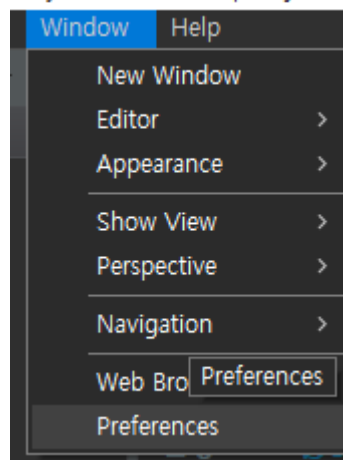 Window Help
New Window
Editor >
Appearance >
Show View >
Perspective >
Navigation >
Web Bro Preferences
Preferences